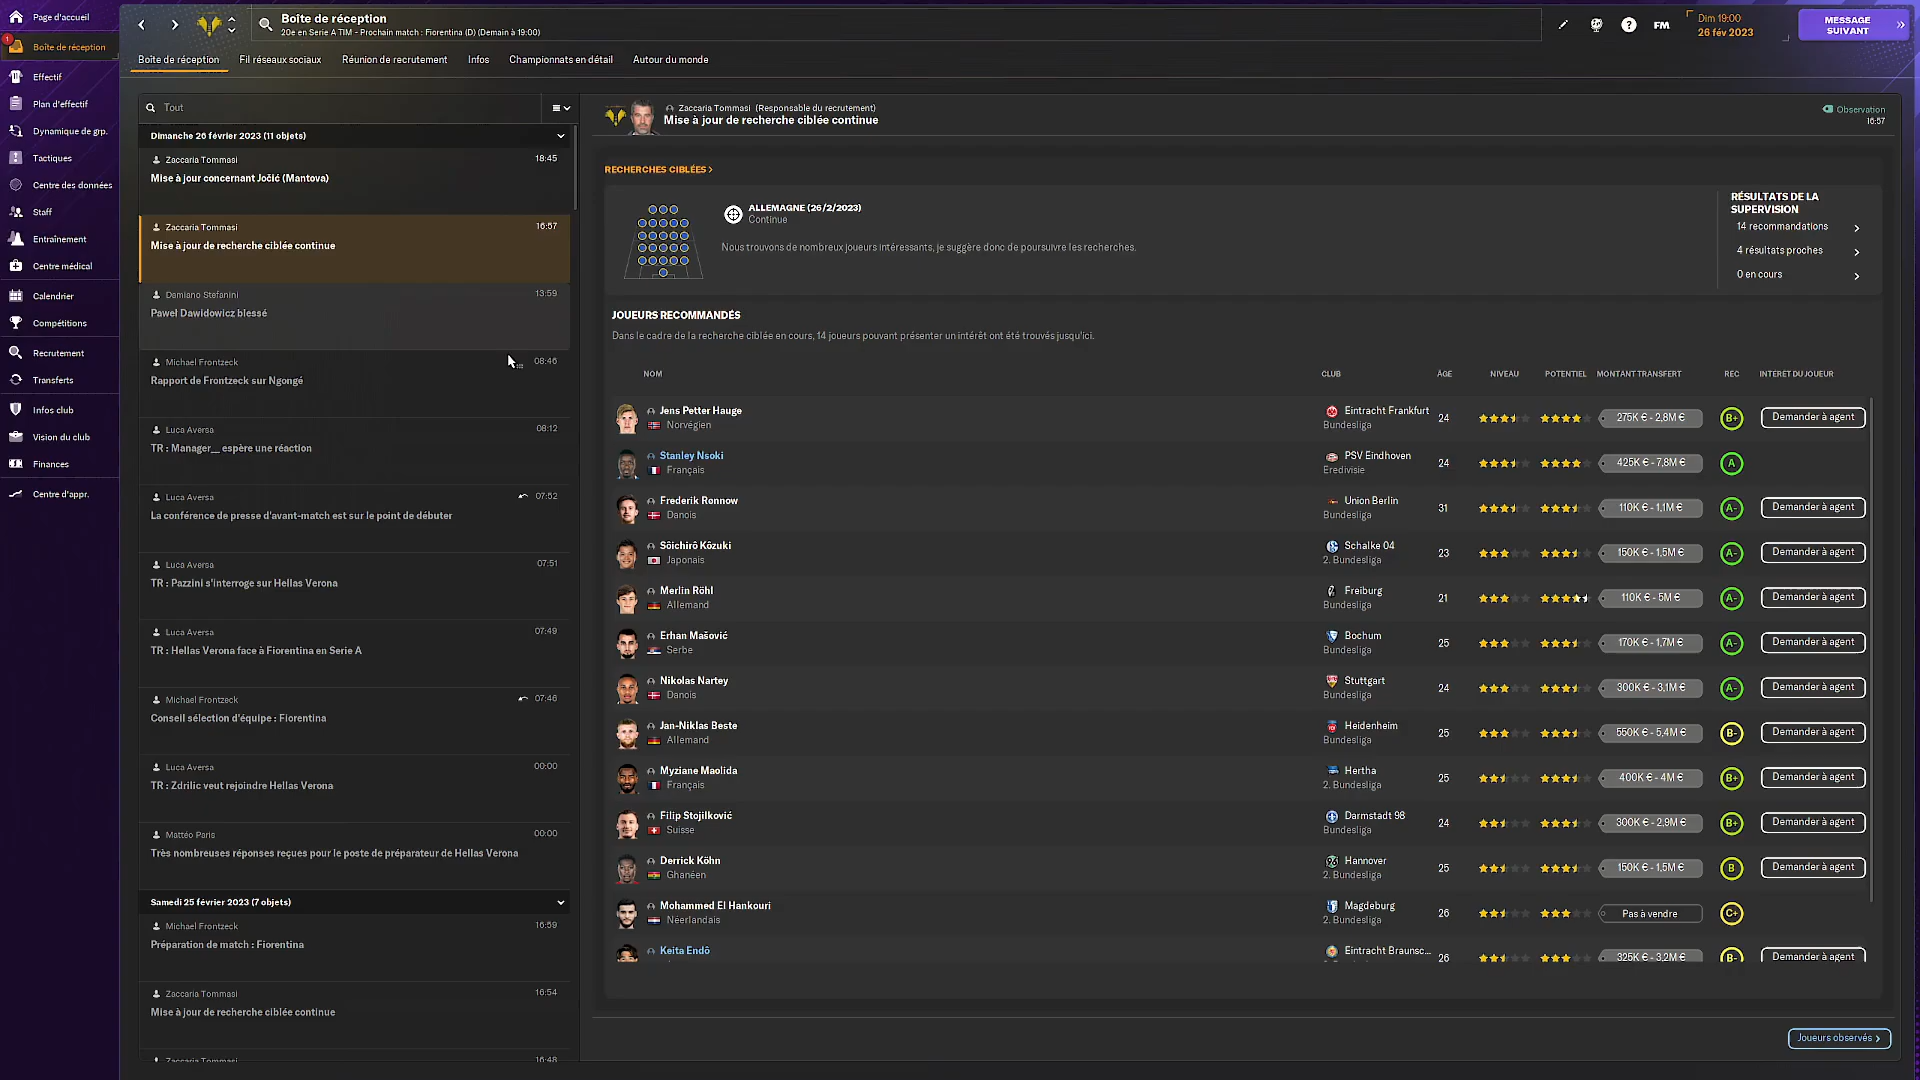 Page d'accueil
1
Boîte de réception
Effectif
Plan d'effectif
Dynamique de grp.
Tactiques
Centre des données
Staff
Entraînement
Centre médical
Calendrier
Compétitions
Recrutement
Transferts
Infos club
Vision du club
Finances
Centre d'appr.
Boîte de réception
20e en Serie A TIM - Prochain match : Fiorentina (D) (Demain à 19:00)
FM
Dim 19:00
26 fév 2023
MESSAGE SUIVANT
Boîte de réception
Fil réseaux sociaux
Réunion de recrutement
Infos
Championnats en détail
Autour du monde
Tout
Dimanche 26 février 2023 (11 objets)
Zaccaria Tommasi 18:45
Mise à jour concernant Jočić (Mantova)
Zaccaria Tommasi 16:57
Mise à jour de recherche ciblée continue
Damiano Stefanini 13:59
Paweł Dawidowicz blessé
Michael Frontzeck 08:46
Rapport de Frontzeck sur Ngongé
Luca Aversa 08:12
TR : Manager__ espère une réaction
Luca Aversa 07:52
La conférence de presse d'avant-match est sur le point de débuter
Luca Aversa 07:51
TR : Pazzini s'interroge sur Hellas Verona
Luca Aversa 07:49
TR : Hellas Verona face à Fiorentina en Serie A
Michael Frontzeck 07:46
Conseil sélection d'équipe : Fiorentina
Luca Aversa 00:00
TR : Zdrilic veut rejoindre Hellas Verona
Mattéo Paris 00:00
Très nombreuses réponses reçues pour le poste de préparateur de Hellas Verona
Samedi 25 février 2023 (7 objets)
Michael Frontzeck 16:59
Préparation de match : Fiorentina
Zaccaria Tommasi 16:54
Mise à jour de recherche ciblée continue
Zaccaria Tommasi 16:48
Zaccaria Tommasi (Responsable du recrutement)
Mise à jour de recherche ciblée continue
Observation
16:57
RECHERCHES CIBLÉES >
ALLEMAGNE (26/2/2023)
Continue
Nous trouvons de nombreux joueurs intéressants, je suggère donc de poursuivre les recherches.
RÉSULTATS DE LA SUPERVISION
14 recommandations
4 résultats proches
0 en cours
JOUEURS RECOMMANDÉS
Dans le cadre de la recherche ciblée en cours, 14 joueurs pouvant présenter un intérêt ont été trouvés jusqu'ici.
NOM CLUB ÂGE NIVEAU POTENTIEL MONTANT TRANSFERT REC INTÉRÊT DU JOUEUR
Jens Petter Hauge Eintracht Frankfurt 24 275K € - 2,8M € B+ Demander à agent
Norvégien Bundesliga
Stanley Nsoki PSV Eindhoven 24 425K € - 7,8M € A
Français Eredivisie
Frederik Rønnow Union Berlin 31 110K € - 1,1M € A- Demander à agent
Danois Bundesliga
Sōichirō Kōzuki Schalke 04 23 150K € - 1,5M € A- Demander à agent
Japonais 2. Bundesliga
Merlin Röhl Freiburg 21 110K € - 5M € A- Demander à agent
Allemand Bundesliga
Erhan Mašović Bochum 25 170K € - 1,7M € A- Demander à agent
Serbe Bundesliga
Nikolas Nartey Stuttgart 24 300K € - 3,1M € A- Demander à agent
Danois Bundesliga
Jan-Niklas Beste Heidenheim 25 550K € - 5,4M € B- Demander à agent
Allemand Bundesliga
Myziane Maolida Hertha 25 400K € - 4M € B+ Demander à agent
Français 2. Bundesliga
Filip Stojilković Darmstadt 98 24 300K € - 2,9M € B+ Demander à agent
Suisse Bundesliga
Derrick Köhn Hannover 25 150K € - 1,5M € B Demander à agent
Ghanéen 2. Bundesliga
Mohammed El Hankouri Magdeburg 26 Pas à vendre C+
Néerlandais 2. Bundesliga
Keita Endō Eintracht Braunsc... 26 325K € - 3,2M € B- Demander à agent
Joueurs observés >